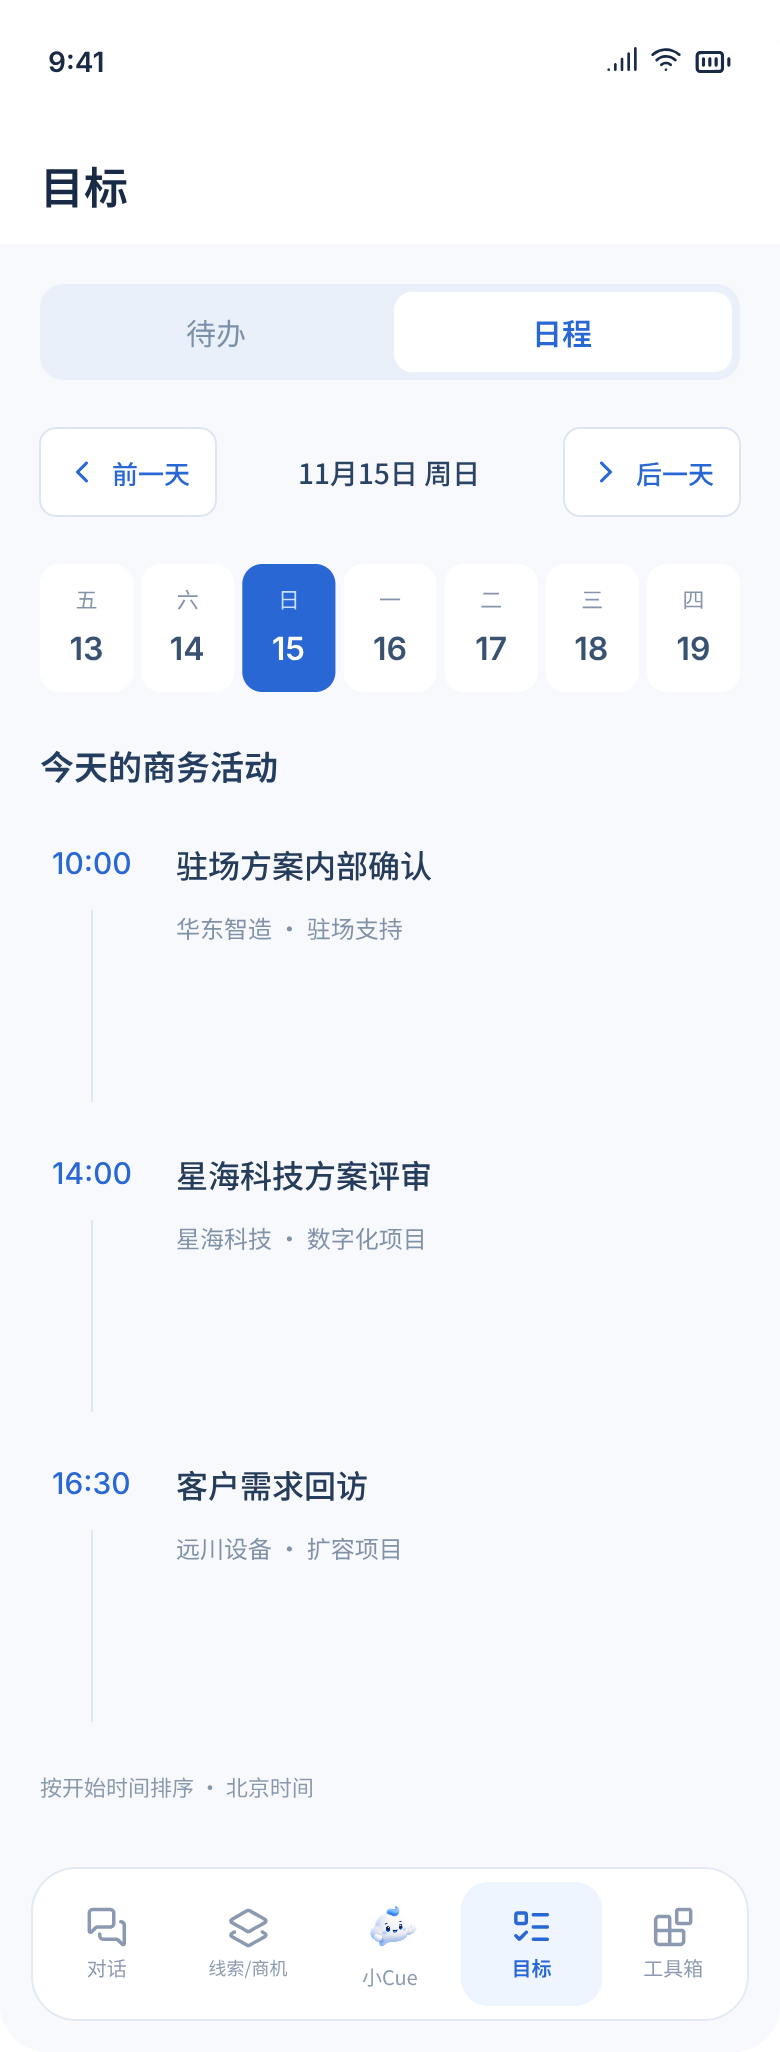 9:41
目标
待办 日程
前一天 11月15日 周日 后一天
五 六 日 一 二 三 四
13 14 15 16 17 18 19
今天的商务活动
10:00 驻场方案内部确认
华东智造 · 驻场支持
14:00 星海科技方案评审
星海科技 · 数字化项目
16:30 客户需求回访
远川设备 · 扩容项目
按开始时间排序 · 北京时间
对话 线索/商机 小Cue 目标 工具箱